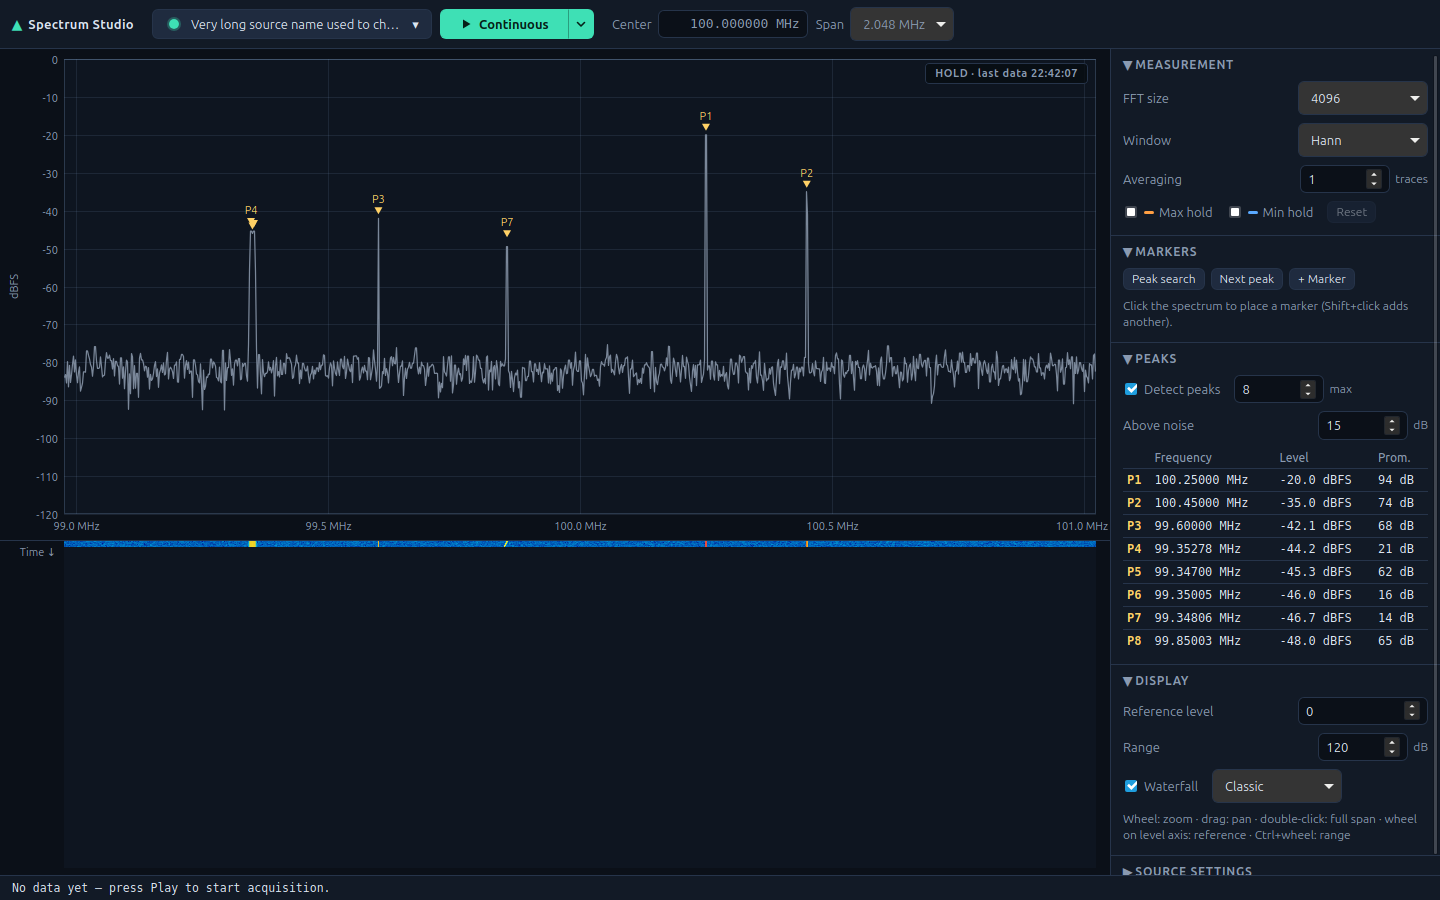 ▲ Spectrum Studio
Very long source name used to ch… ▾
▶ Continuous
Center 100.000000 MHz
Span 2.048 MHz
HOLD · last data 22:42:07
dBFS
0
-10
-20
-30
-40
-50
-60
-70
-80
-90
-100
-110
-120
P4
P3
P7
P1
P2
99.0 MHz
99.5 MHz
100.0 MHz
100.5 MHz
101.0 MHz
Time ↓
▼ MEASUREMENT
FFT size 4096
Window Hann
Averaging 1 traces
Max hold Min hold Reset
▼ MARKERS
Peak search Next peak + Marker
Click the spectrum to place a marker (Shift+click adds
another).
▼ PEAKS
Detect peaks 8 max
Above noise 15 dB
Frequency Level Prom.
P1 100.25000 MHz -20.0 dBFS 94 dB
P2 100.45000 MHz -35.0 dBFS 74 dB
P3 99.60000 MHz -42.1 dBFS 68 dB
P4 99.35278 MHz -44.2 dBFS 21 dB
P5 99.34700 MHz -45.3 dBFS 62 dB
P6 99.35005 MHz -46.0 dBFS 16 dB
P7 99.34806 MHz -46.7 dBFS 14 dB
P8 99.85003 MHz -48.0 dBFS 65 dB
▼ DISPLAY
Reference level 0
Range 120 dB
Waterfall Classic
Wheel: zoom · drag: pan · double-click: full span · wheel
on level axis: reference · Ctrl+wheel: range
▶ SOURCE SETTINGS
No data yet — press Play to start acquisition.